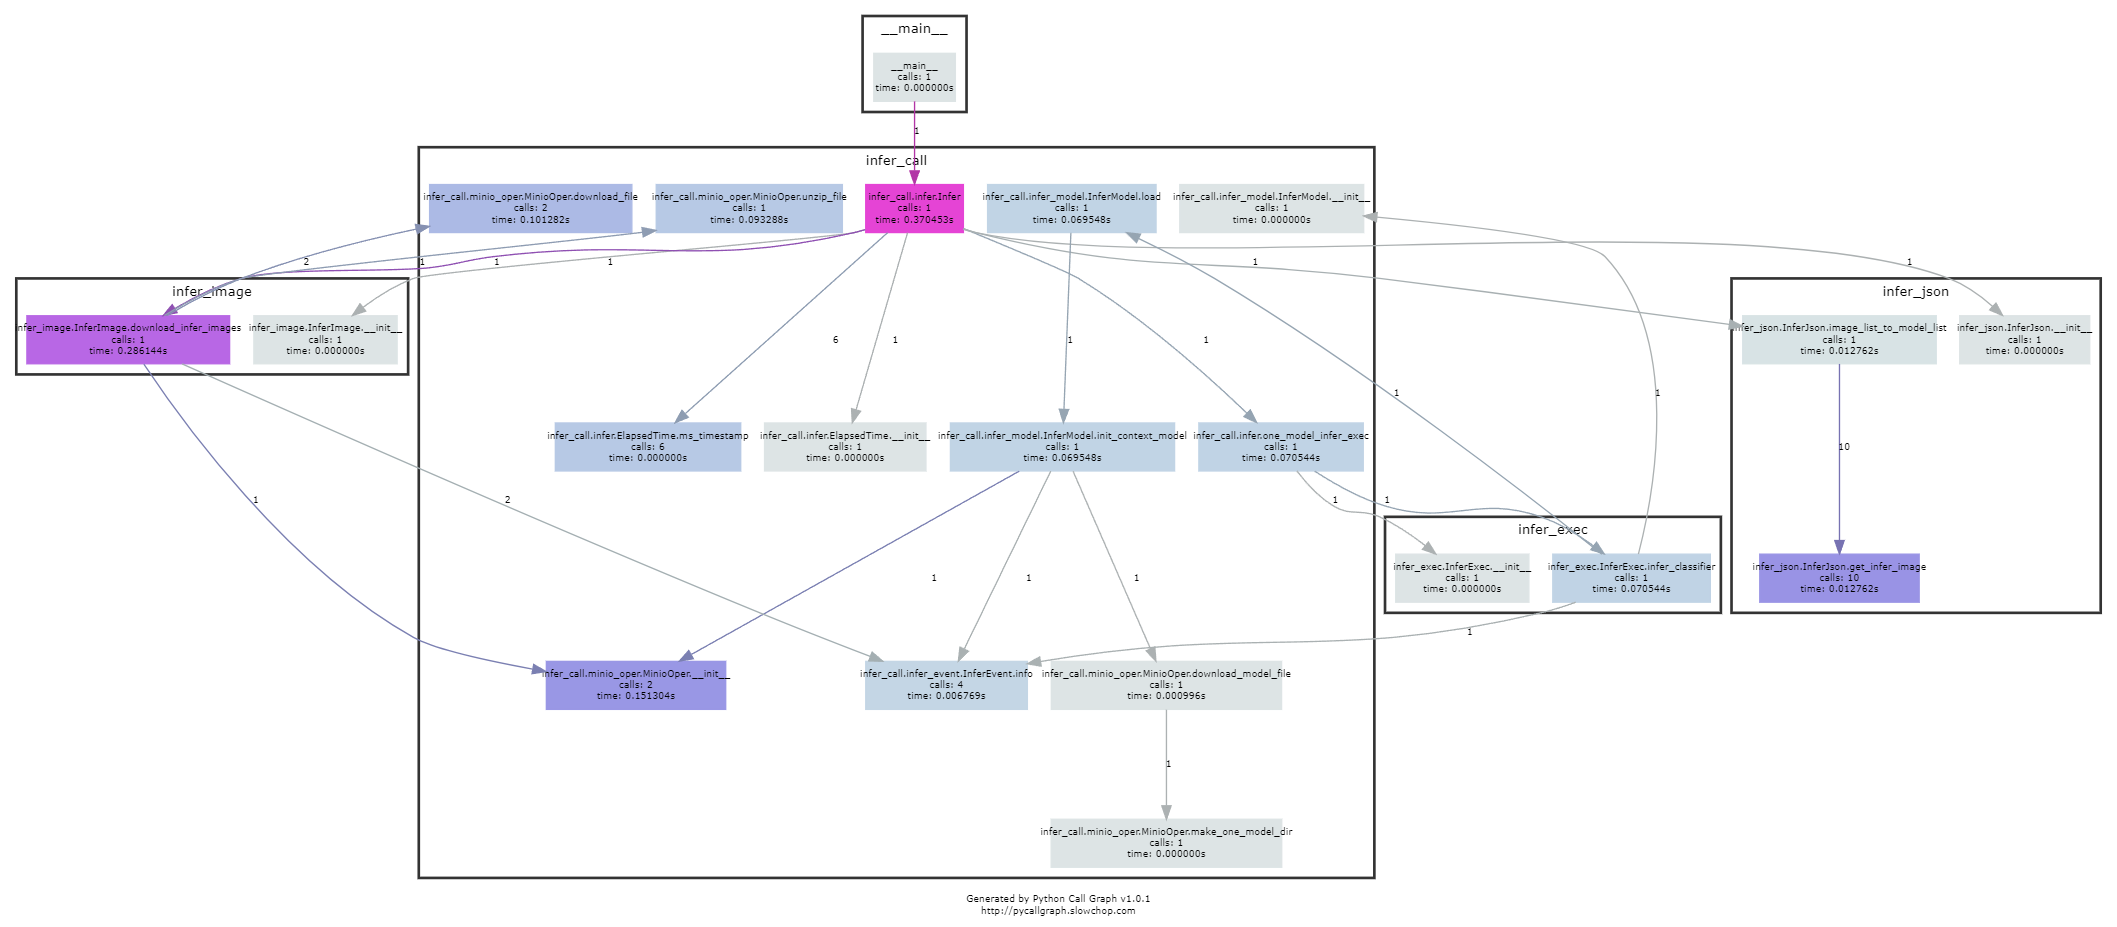 __main__
__main__
calls: 1
time: 0.000000s
1
infer_call
infer_call.minio_oper.MinioOper.download_file
calls: 2
time: 0.101282s
infer_call.minio_oper.MinioOper.unzip_file
calls: 1
time: 0.093288s
infer_call.infer.Infer
calls: 1
time: 0.370453s
infer_call.infer_model.InferModel.load
calls: 1
time: 0.069548s
infer_call.infer_model.InferModel.__init__
calls: 1
time: 0.000000s
2
1
1
1
1
1
infer_image
infer_image.InferImage.download_infer_images
calls: 1
time: 0.286144s
infer_image.InferImage.__init__
calls: 1
time: 0.000000s
infer_json
infer_json.InferJson.image_list_to_model_list
calls: 1
time: 0.012762s
infer_json.InferJson.__init__
calls: 1
time: 0.000000s
6
1
1
1
1
1
infer_call.infer.ElapsedTime.ms_timestamp
calls: 6
time: 0.000000s
infer_call.infer.ElapsedTime.__init__
calls: 1
time: 0.000000s
infer_call.infer_model.InferModel.init_context_model
calls: 1
time: 0.069548s
infer_call.infer.one_model_infer_exec
calls: 1
time: 0.070544s
10
1
2
1
1
infer_exec
infer_exec.InferExec.__init__
calls: 1
time: 0.000000s
infer_exec.InferExec.infer_classifier
calls: 1
time: 0.070544s
infer_json.InferJson.get_infer_image
calls: 10
time: 0.012762s
1
1
1
1
infer_call.minio_oper.MinioOper.__init__
calls: 2
time: 0.151304s
infer_call.infer_event.InferEvent.info
calls: 4
time: 0.006769s
infer_call.minio_oper.MinioOper.download_model_file
calls: 1
time: 0.000996s
1
infer_call.minio_oper.MinioOper.make_one_model_dir
calls: 1
time: 0.000000s
Generated by Python Call Graph v1.0.1
http://pycallgraph.slowchop.com